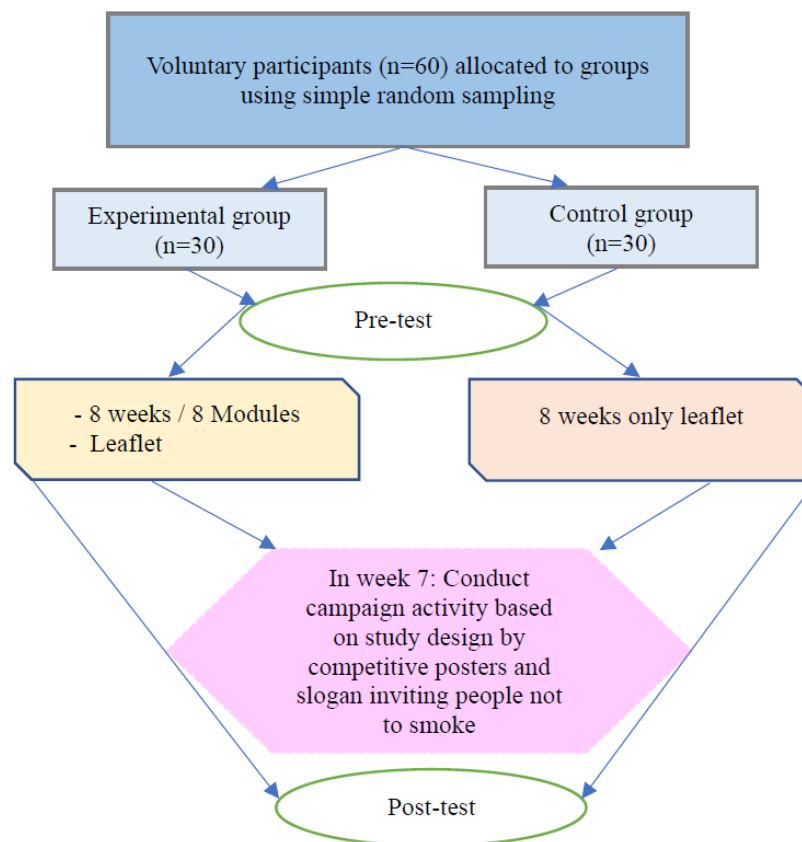 Voluntary participants (n=60) allocated to groups
using simple random sampling
Experimental group
(n=30)
Control group
(n=30)
Pre-test
- 8 weeks / 8 Modules
- Leaflet
8 weeks only leaflet
In week 7: Conduct
campaign activity based
on study design by
competitive posters and
slogan inviting people not
to smoke
Post-test